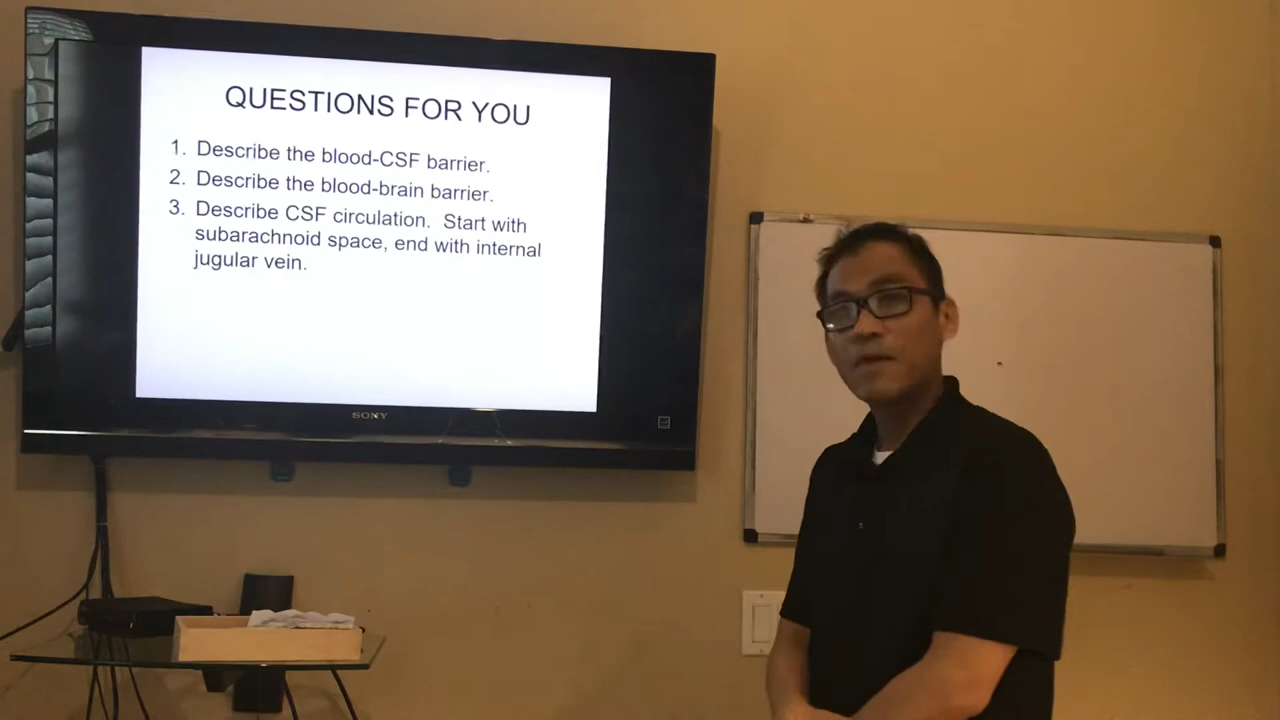 QUESTIONS FOR YOU
1. Describe the blood-CSF barrier.
2. Describe the blood-brain barrier.
3. Describe CSF circulation. Start with
subarachnoid space, end with internal
jugular vein.
SONY